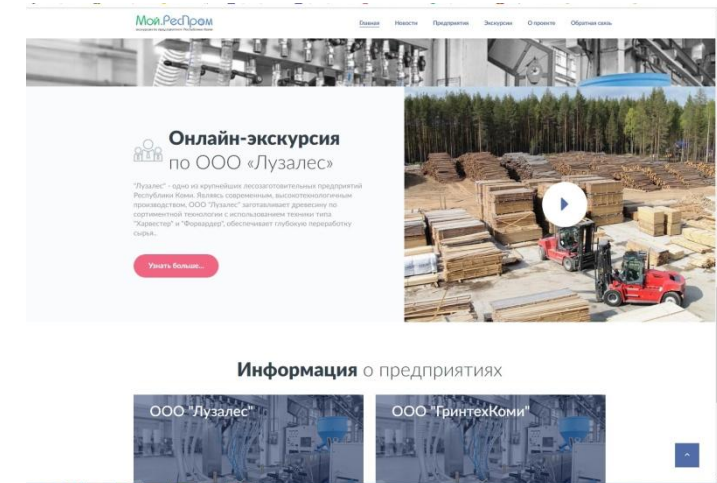 Мой.РесПром
Главная Новости Предприятия Экскурсии О проекте Обратная связь
Онлайн-экскурсия
по ООО «Лузалес»
"Лузалес" - одно из крупнейших лесозаготовительных предприятий
Республики Коми. Являясь современным, высокотехнологичным
производством, ООО "Лузалес" заготавливает древесину по
сортиментной технологии с использованием техники типа
"Харвестер" и "Форвардер", обеспечивает глубокую переработку
сырья..
Узнать больше...
Информация о предприятиях
ООО "Лузалес"
ООО "ГринтехКоми"